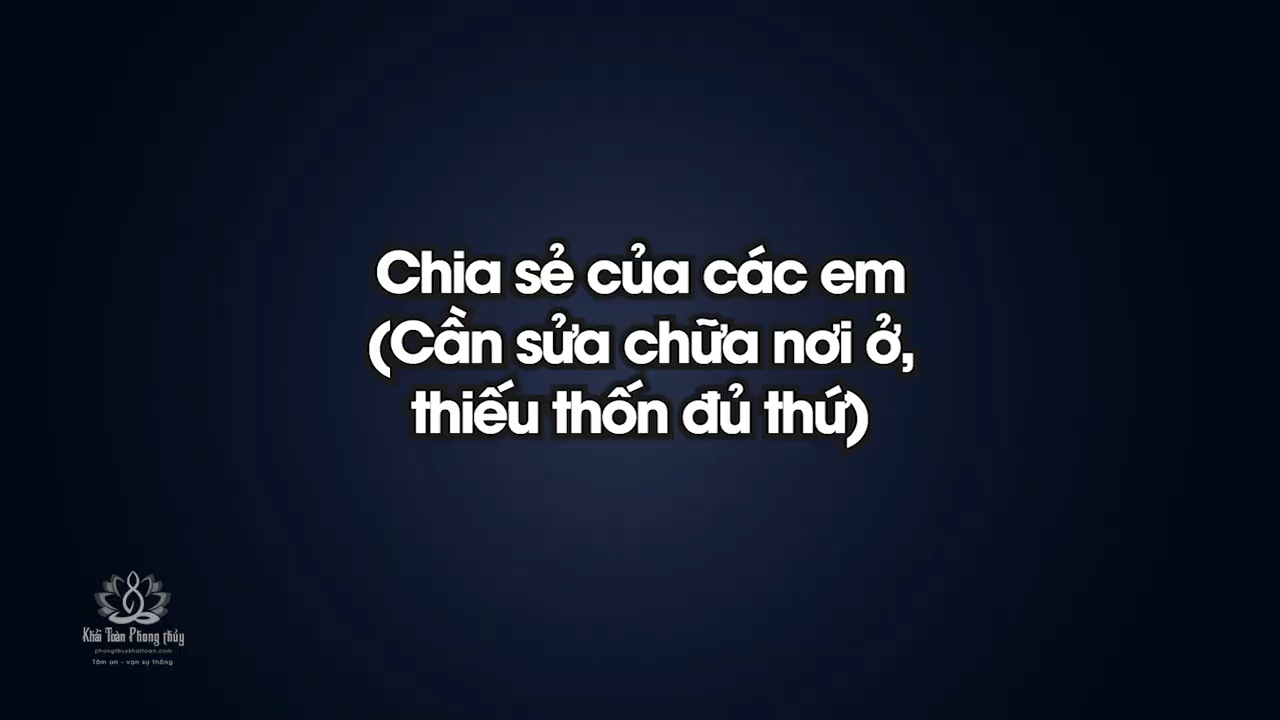 Chia sẻ của các em
(Cần sửa chữa nơi ở,
thiếu thốn đủ thứ)
Khải Toàn Phong thủy
phongthuykhaitoan.com
Tâm an - vạn sự thông